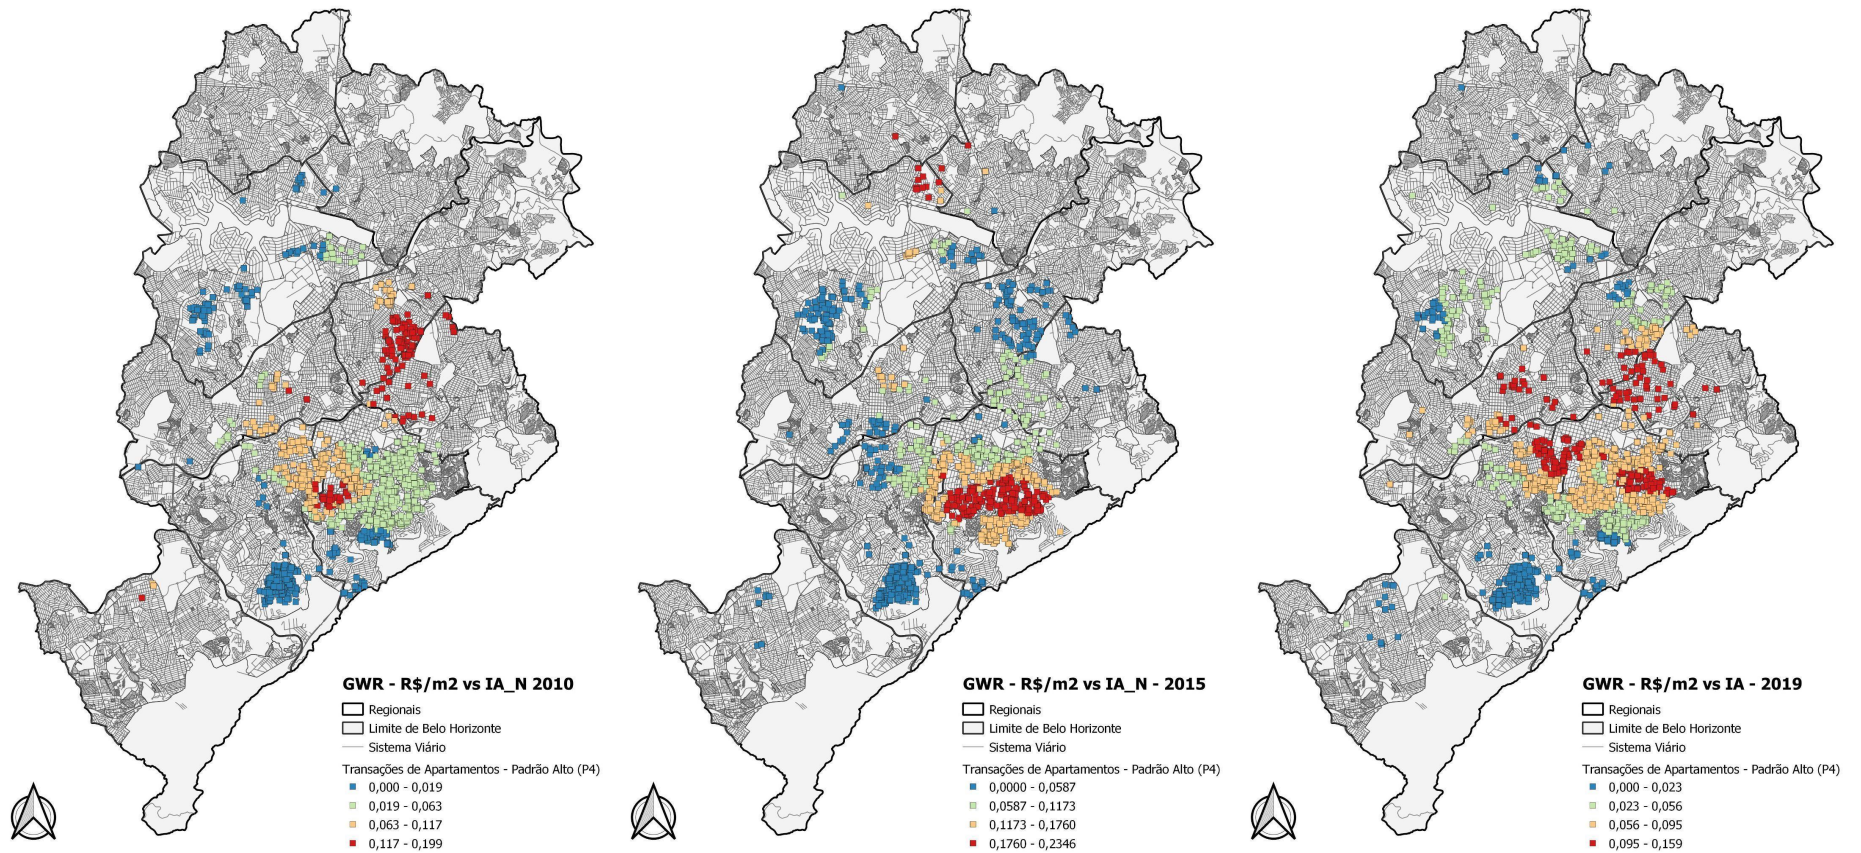 GWR - R$/m2 vs IA_N 2010
Regionais
Limite de Belo Horizonte
Sistema Viário
Transações de Apartamentos - Padrão Alto (P4)
0,000 - 0,019
0,019 - 0,063
0,063 - 0,117
0,117 - 0,199
GWR - R$/m2 vs IA_N - 2015
Regionais
Limite de Belo Horizonte
Sistema Viário
Transações de Apartamentos - Padrão Alto (P4)
0,0000 - 0,0587
0,0587 - 0,1173
0,1173 - 0,1760
0,1760 - 0,2346
GWR - R$/m2 vs IA - 2019
Regionais
Limite de Belo Horizonte
Sistema Viário
Transações de Apartamentos - Padrão Alto (P4)
0,000 - 0,023
0,023 - 0,056
0,056 - 0,095
0,095 - 0,159